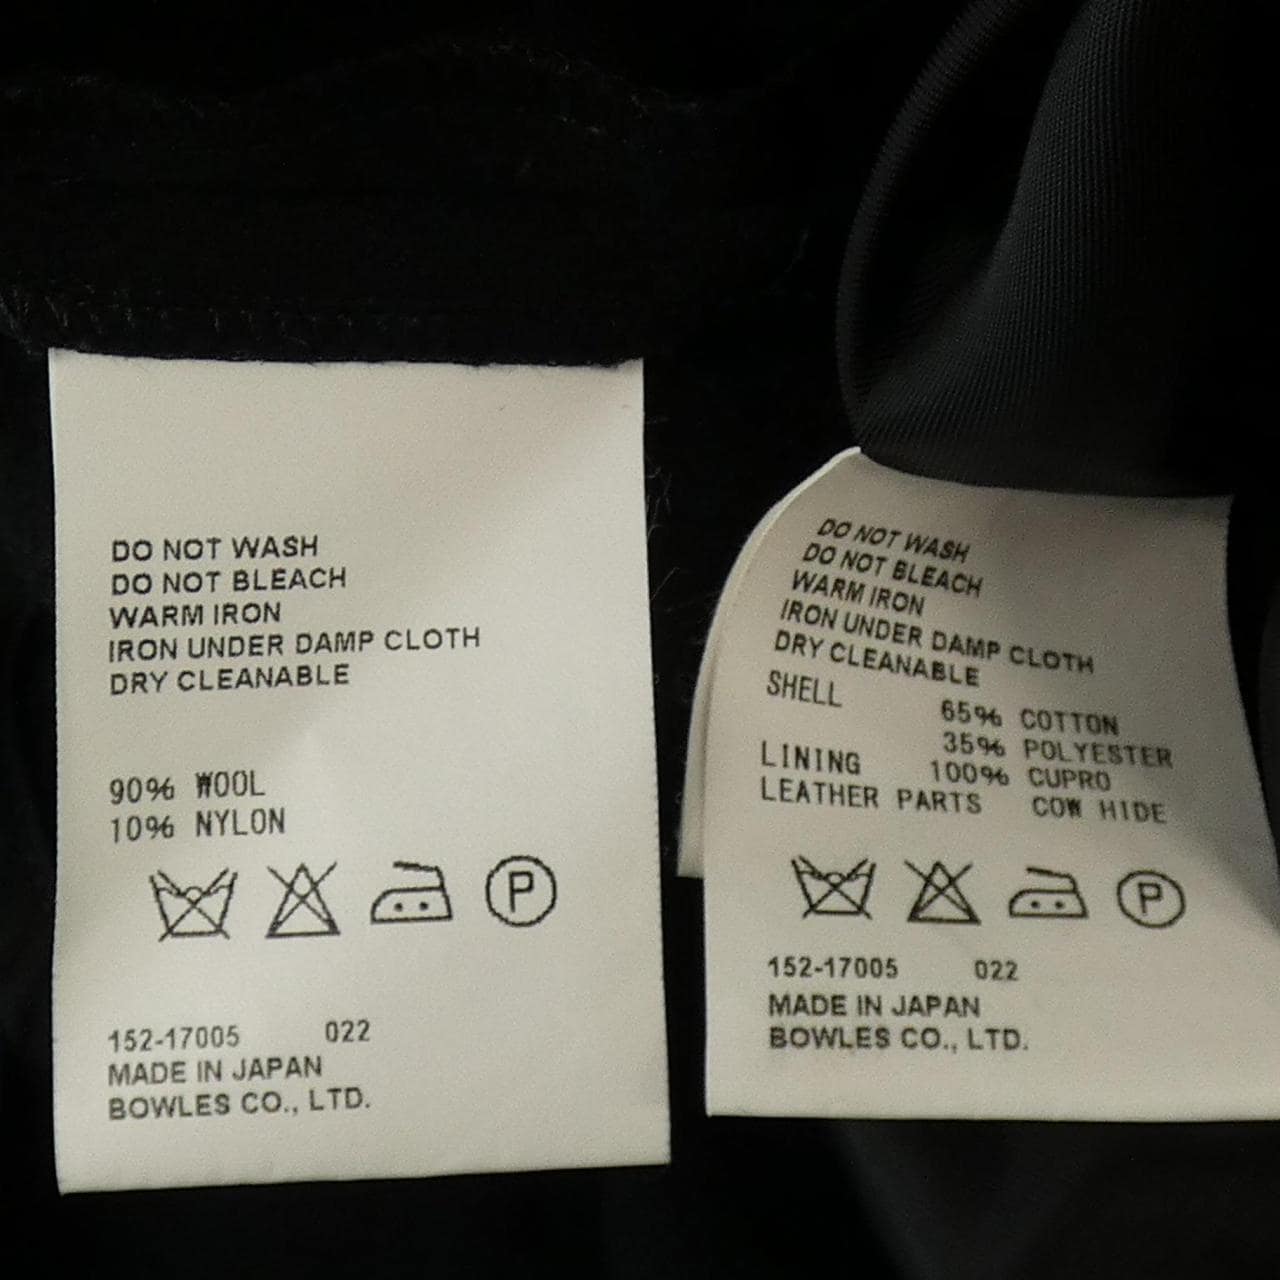 DO NOT WASH
DO NOT BLEACH
WARM IRON
IRON UNDER DAMP CLOTH
DRY CLEANABLE
90% WOOL
10% NYLON
P
152-17005 022
MADE IN JAPAN
BOWLES CO., LTD.
DO NOT WASH
DO NOT BLEACH
WARM IRON
IRON UNDER DAMP CLOTH
DRY CLEANABLE
SHELL 65% COTTON
35% POLYESTER
LINING 100% CUPRO
LEATHER PARTS COW HIDE
P
152-17005 022
MADE IN JAPAN
BOWLES CO., LTD.